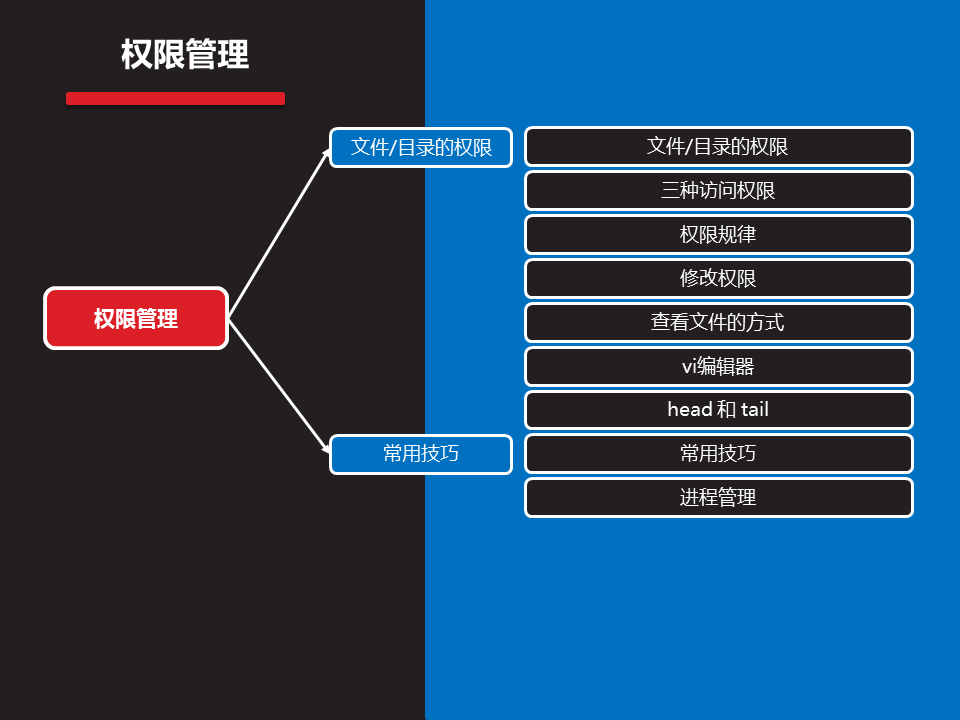 权限管理
权限管理
文件/目录的权限
文件/目录的权限
三种访问权限
权限规律
修改权限
查看文件的方式
vi编辑器
head 和 tail
常用技巧
常用技巧
进程管理